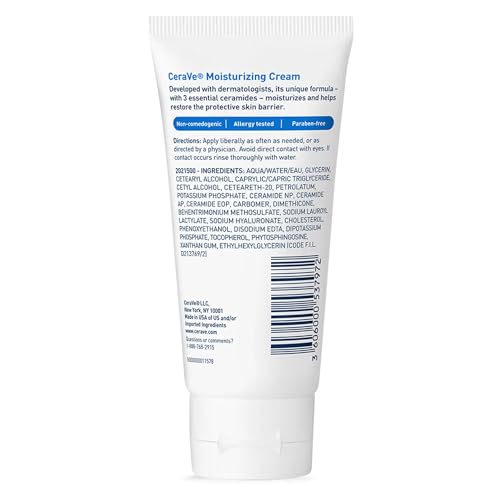 CeraVe® Moisturizing Cream
Developed with dermatologists, its unique formula –
with 3 essential ceramides – moisturizes and helps
restore the protective skin barrier.
Non-comedogenic | Allergy tested | Paraben-free
Directions: Apply liberally as often as needed, or as
directed by a physician. Avoid direct contact with eyes. If
contact occurs rinse thoroughly with water.
2021500 - INGREDIENTS: AQUA/WATER/EAU, GLYCERIN,
CETEARYL ALCOHOL, CAPRYLIC/CAPRIC TRIGLYCERIDE,
CETYL ALCOHOL, CETEARETH-20, PETROLATUM,
POTASSIUM PHOSPHATE, CERAMIDE NP, CERAMIDE
AP, CERAMIDE EOP, CARBOMER, DIMETHICONE,
BEHENTRIMONIUM METHOSULFATE, SODIUM LAUROYL
LACTYLATE, SODIUM HYALURONATE, CHOLESTEROL,
PHENOXYETHANOL, DISODIUM EDTA, DIPOTASSIUM
PHOSPHATE, TOCOPHEROL, PHYTOSPHINGOSINE,
XANTHAN GUM, ETHYLHEXYLGLYCERIN [CODE F.I.L.
D213769/2]
CeraVe® LLC,
New York, NY 10001
Made in USA of US and/or
Imported Ingredients
www.cerave.com
Questions or comments?
1-888-768-2915
3 606000 537972